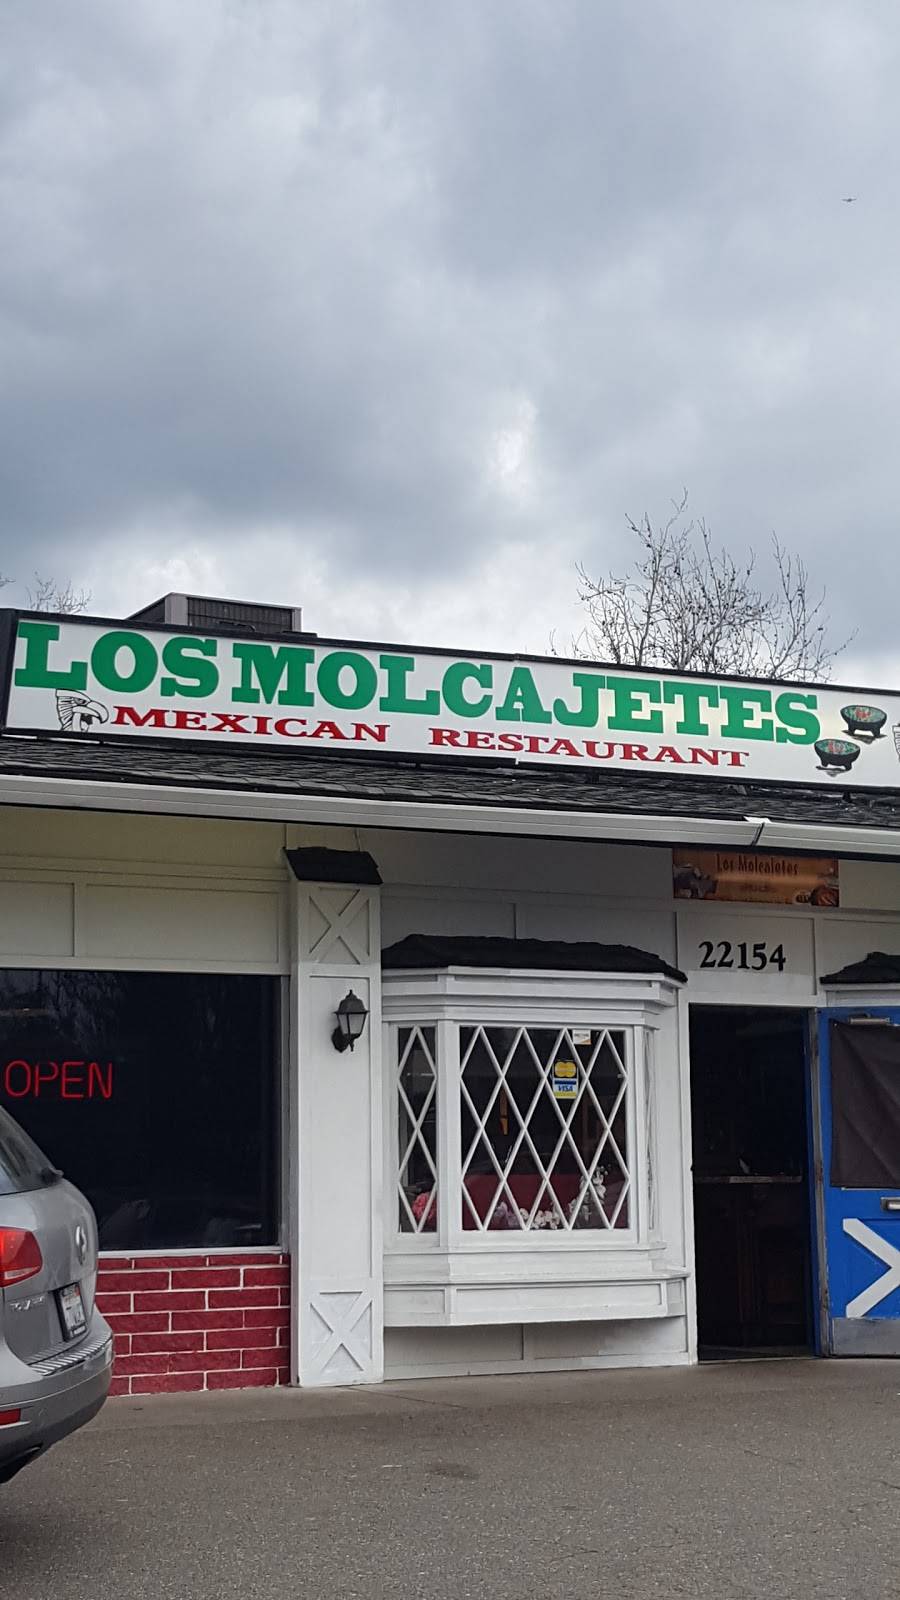 LOS MOLCAJETES
MEXICAN RESTAURANT
Los Molcajetes
22154
OPEN
VISA